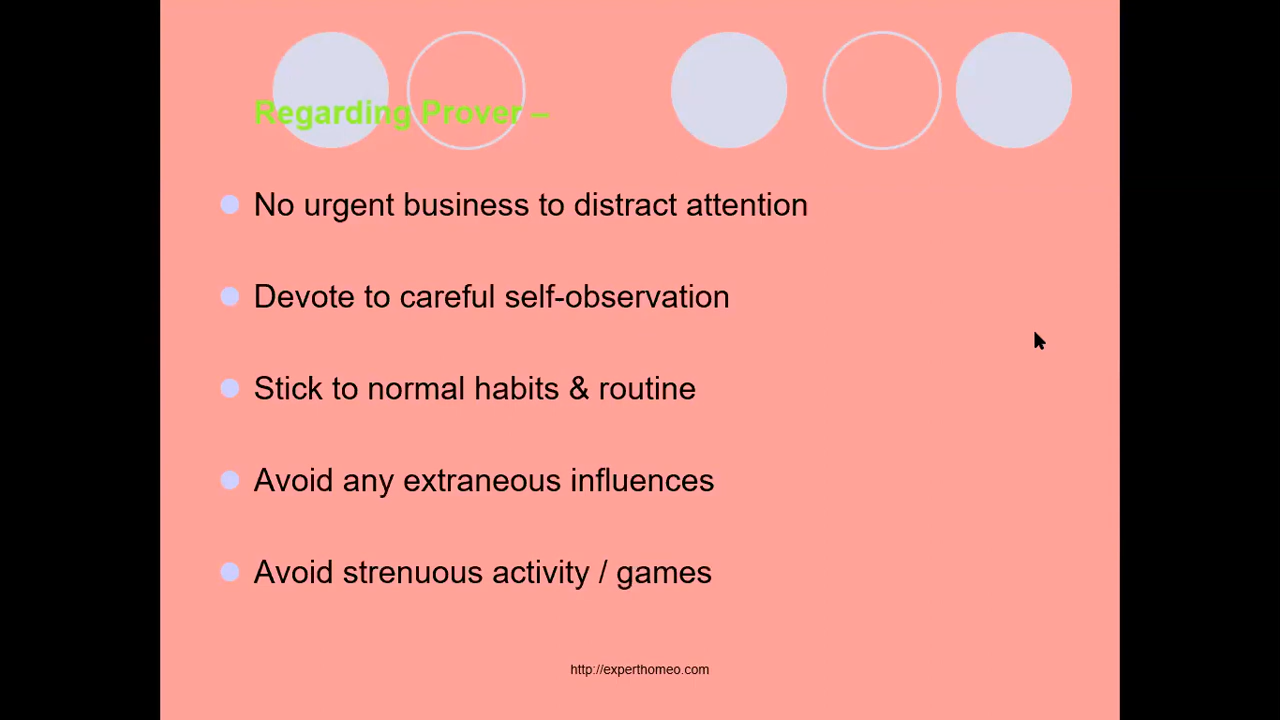 Regarding Prover –
No urgent business to distract attention
Devote to careful self-observation
Stick to normal habits & routine
Avoid any extraneous influences
Avoid strenuous activity / games
http://experthomeo.com